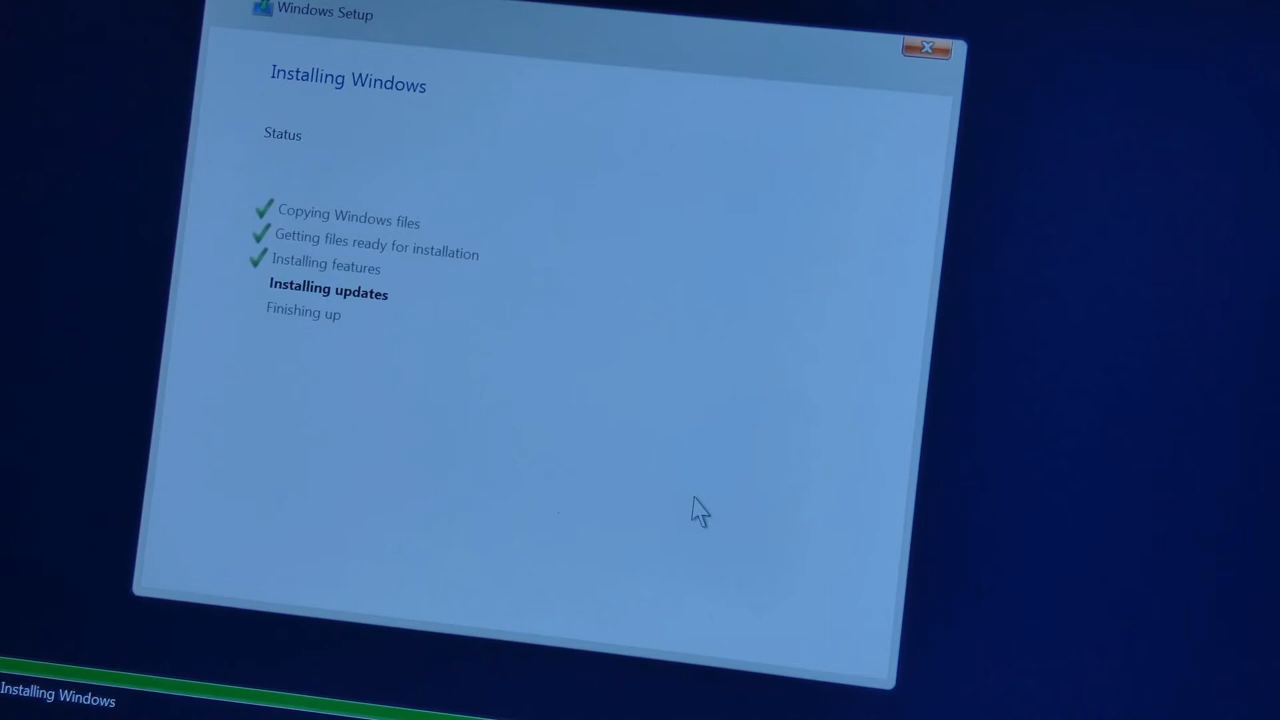 Windows Setup
Installing Windows
Status
Copying Windows files
Getting files ready for installation
Installing features
Installing updates
Finishing up
Installing Windows